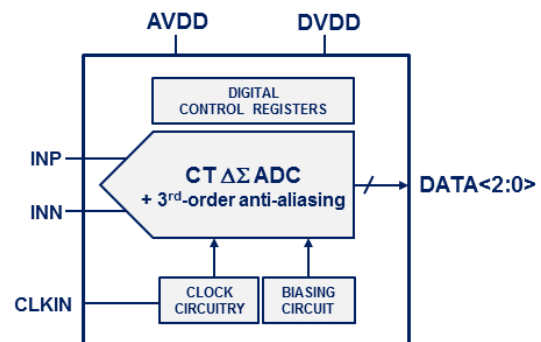 AVDD DVDD
DIGITAL
CONTROL REGISTERS
INP
CT ΔΣ ADC
+ 3rd-order anti-aliasing
DATA<2:0>
INN
CLKIN
CLOCK
CIRCUITRY
BIASING
CIRCUIT